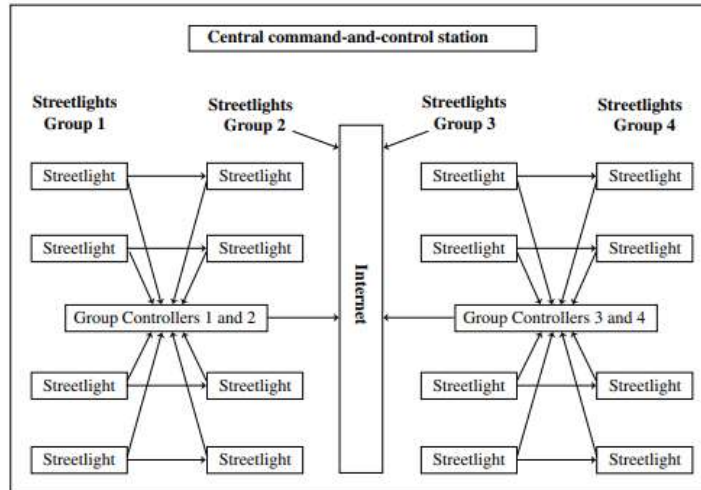 Central command-and-control station
Streetlights
Group 1
Streetlights
Group 2
Streetlights
Group 3
Streetlights
Group 4
Streetlight
Streetlight
Streetlight
Streetlight
Streetlight
Streetlight
Streetlight
Streetlight
Internet
Group Controllers 1 and 2
Group Controllers 3 and 4
Streetlight
Streetlight
Streetlight
Streetlight
Streetlight
Streetlight
Streetlight
Streetlight